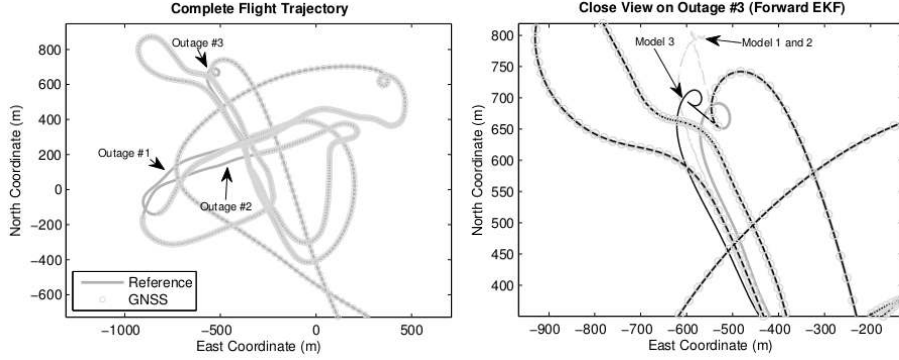 Complete Flight Trajectory
800
600
400
200
0
−200
−400
−600
North Coordinate (m)
Outage #3
Outage #1
Outage #2
Reference
GNSS
−1000
−500
0
500
East Coordinate (m)
Close View on Outage #3 (Forward EKF)
800
750
700
650
600
550
500
450
400
North Coordinate (m)
Model 3
Model 1 and 2
−900
−800
−700
−600
−500
−400
−300
−200
East Coordinate (m)